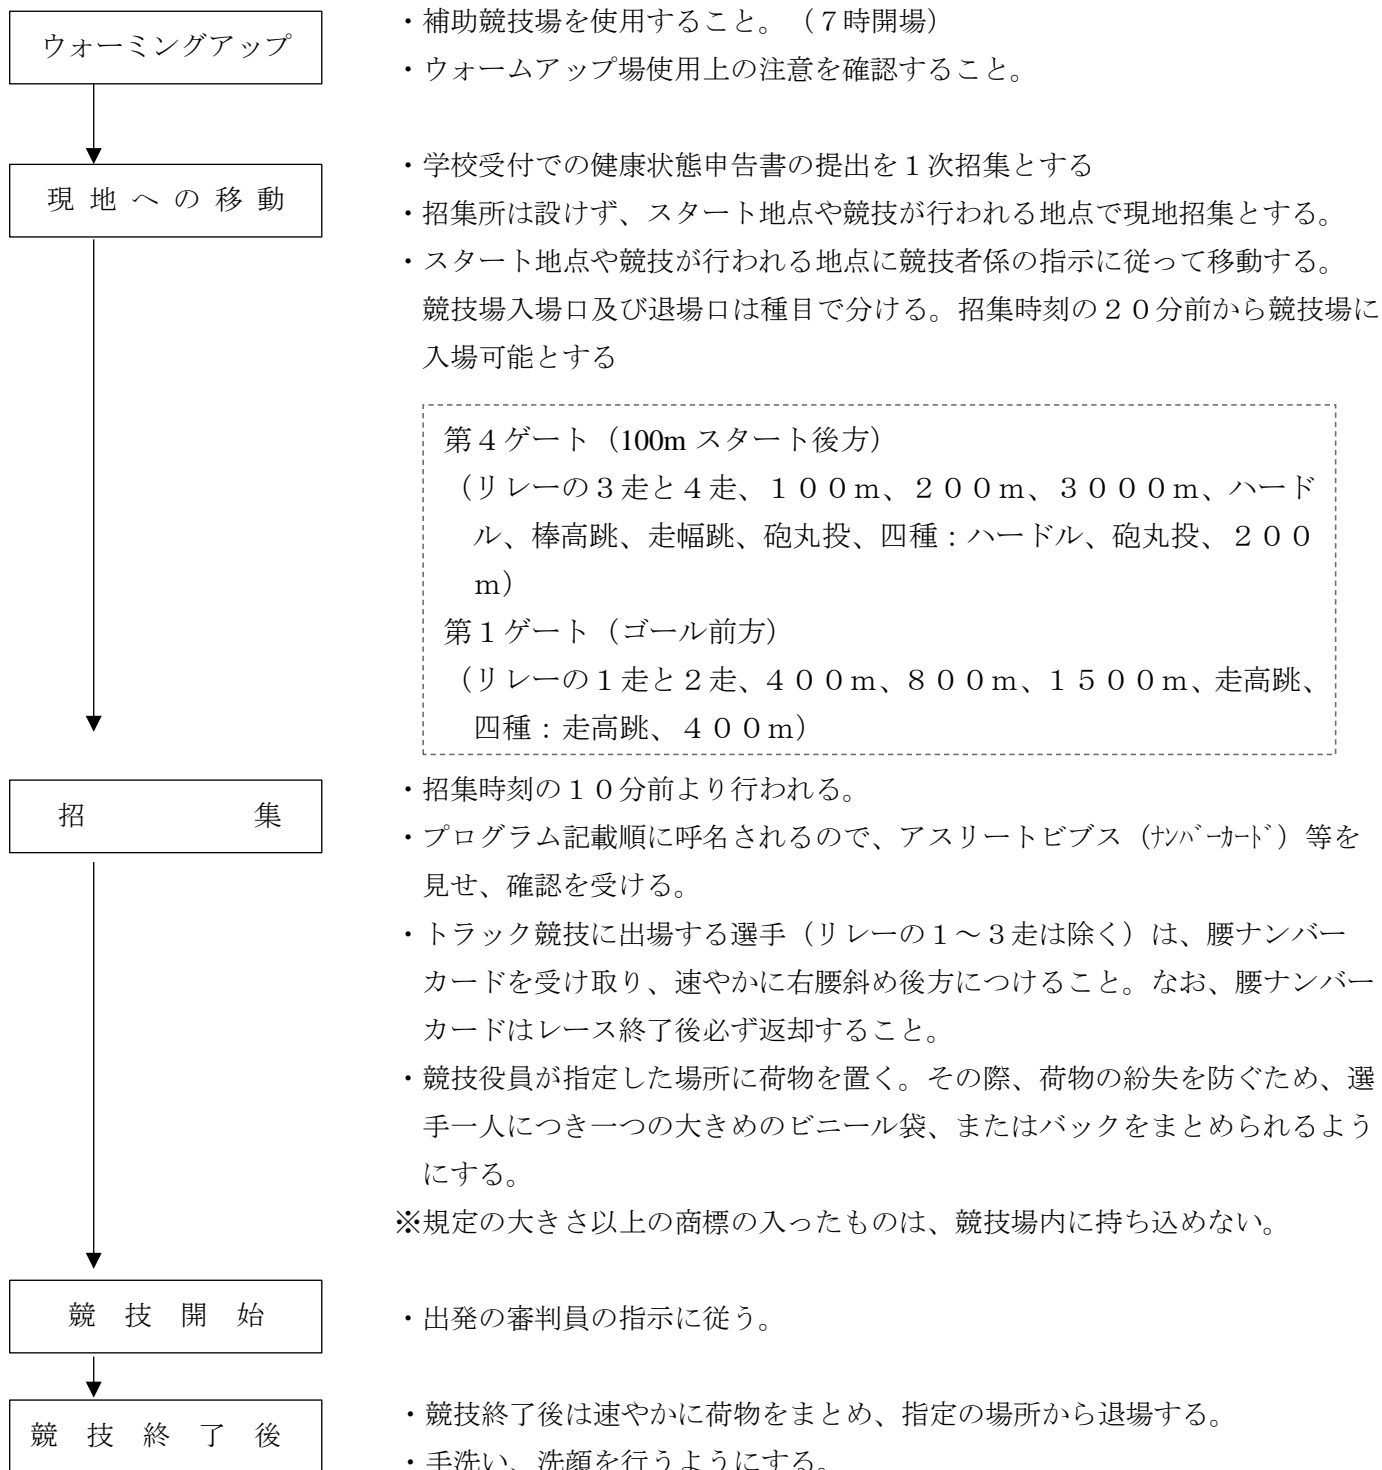 ウォーミングアップ
・補助競技場を使用すること。（７時開場）
・ウォームアップ場使用上の注意を確認すること。
現 地 へ の 移 動
・学校受付での健康状態申告書の提出を１次招集とする
・招集所は設けず、スタート地点や競技が行われる地点で現地招集とする。
・スタート地点や競技が行われる地点に競技者係の指示に従って移動する。
競技場入場口及び退場口は種目で分ける。招集時刻の２０分前から競技場に
入場可能とする
第４ゲート（100m スタート後方）
（リレーの３走と４走、１００ｍ、２００ｍ、３０００ｍ、ハード
ル、棒高跳、走幅跳、砲丸投、四種：ハードル、砲丸投、２００
ｍ）
第１ゲート（ゴール前方）
（リレーの１走と２走、４００ｍ、８００ｍ、１５００ｍ、走高跳、
四種：走高跳、４００ｍ）
招　　　　　　集
・招集時刻の１０分前より行われる。
・プログラム記載順に呼名されるので、アスリートビブス（ﾅﾝﾊﾞｰｶｰﾄﾞ）等を
見せ、確認を受ける。
・トラック競技に出場する選手（リレーの１～３走は除く）は、腰ナンバー
カードを受け取り、速やかに右腰斜め後方につけること。なお、腰ナンバー
カードはレース終了後必ず返却すること。
・競技役員が指定した場所に荷物を置く。その際、荷物の紛失を防ぐため、選
手一人につき一つの大きめのビニール袋、またはバックをまとめられるよう
にする。
※規定の大きさ以上の商標の入ったものは、競技場内に持ち込めない。
競　技　開　始
・出発の審判員の指示に従う。
競　技　終　了　後
・競技終了後は速やかに荷物をまとめ、指定の場所から退場する。
・手洗い、洗顔を行うようにする。